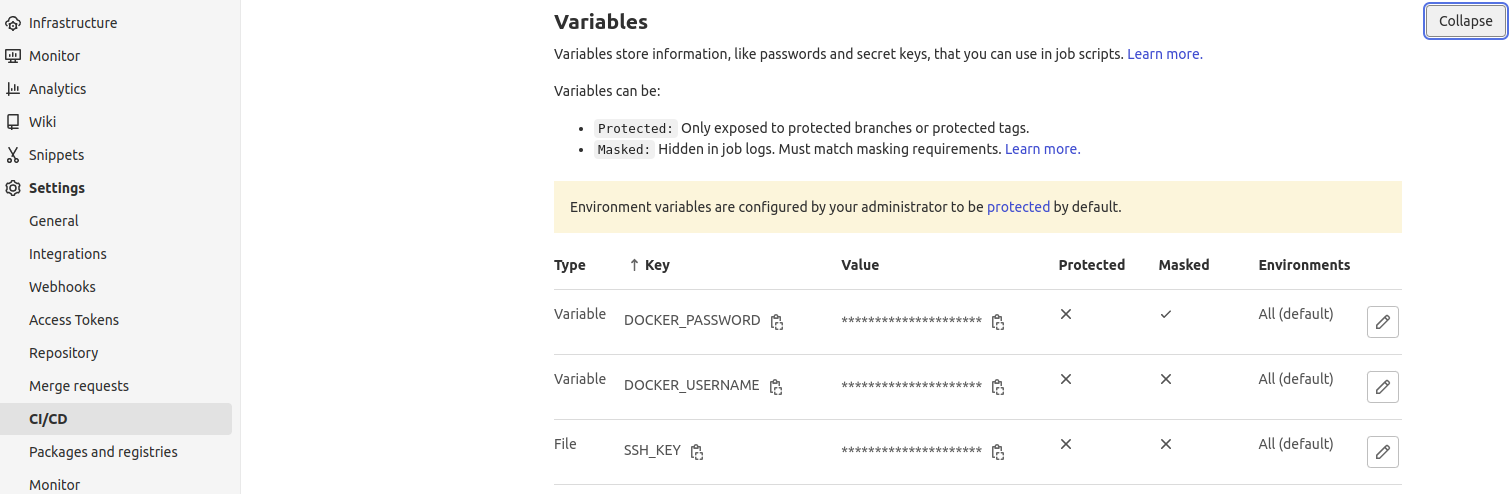 Infrastructure
Monitor
Analytics
Wiki
Snippets
Settings
General
Integrations
Webhooks
Access Tokens
Repository
Merge requests
CI/CD
Packages and registries
Monitor
Variables
Collapse
Variables store information, like passwords and secret keys, that you can use in job scripts. Learn more.
Variables can be:
• Protected: Only exposed to protected branches or protected tags.
• Masked: Hidden in job logs. Must match masking requirements. Learn more.
Environment variables are configured by your administrator to be protected by default.
Type ↑ Key Value Protected Masked Environments
Variable DOCKER_PASSWORD ********************* All (default)
Variable DOCKER_USERNAME ********************* All (default)
File SSH_KEY ********************* All (default)